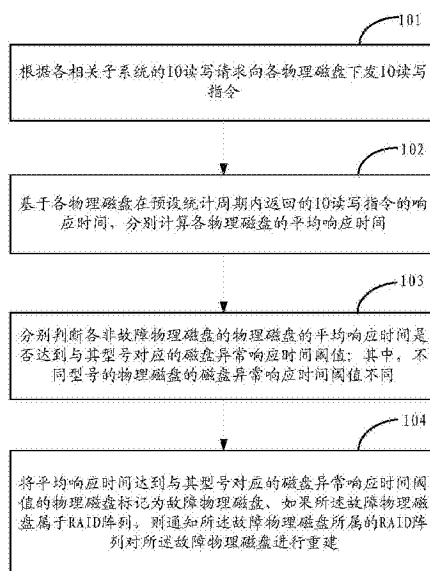 101
根据各相关子系统的IO读写请求向各物理磁盘下发IO读写
指令
102
基于各物理磁盘在预设统计周期内返回的IO读写指令的响
应时间，分别计算各物理磁盘的平均响应时间
103
分别判断各非故障物理磁盘的物理磁盘的平均响应时间是
否达到与其型号对应的磁盘异常响应时间阈值；其中，不
同型号的物理磁盘的磁盘异常响应时间阈值不同
104
将平均响应时间达到与其型号对应的磁盘异常响应时间阈
值的物理磁盘标记为故障物理磁盘、如果所述故障物理磁
盘属于RAID阵列，则通知所述故障物理磁盘所属的RAID阵
列对所述故障物理磁盘进行重建